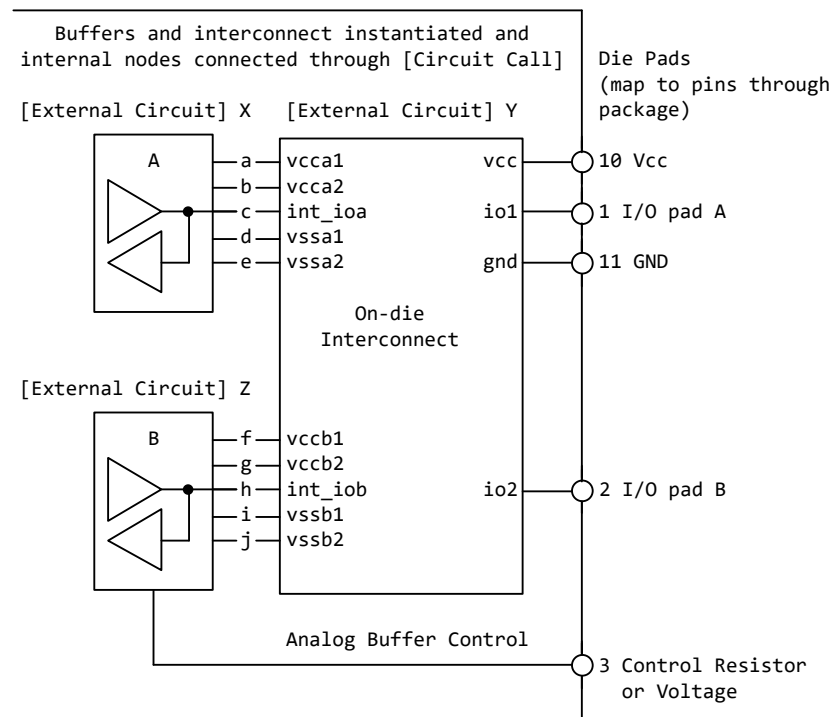 Buffers and interconnect instantiated and
internal nodes connected through [Circuit Call]
Die Pads
(map to pins through
package)
[External Circuit] X
[External Circuit] Y
A
a
vcca1
vcc
10 Vcc
b
vcca2
c
int_ioa
io1
1 I/O pad A
d
vssa1
e
vssa2
gnd
11 GND
On-die
Interconnect
[External Circuit] Z
B
f
vccb1
g
vccb2
h
int_iob
io2
2 I/O pad B
i
vssb1
j
vssb2
Analog Buffer Control
3 Control Resistor
or Voltage